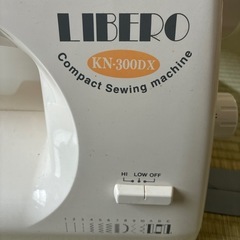 LIBERO
KN-300DX
Compact Sewing machine
HI LOW OFF